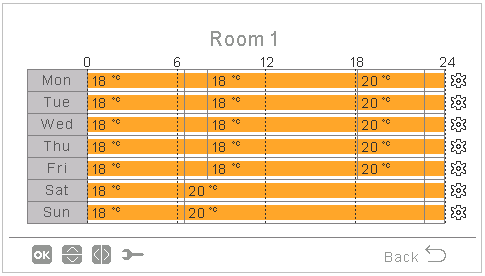 Room 1
0 6 12 18 24
Mon 18 °C 18 °C 20 °C
Tue 18 °C 18 °C 20 °C
Wed 18 °C 18 °C 20 °C
Thu 18 °C 18 °C 20 °C
Fri 18 °C 18 °C 20 °C
Sat 18 °C 20 °C
Sun 18 °C 20 °C
OK Back